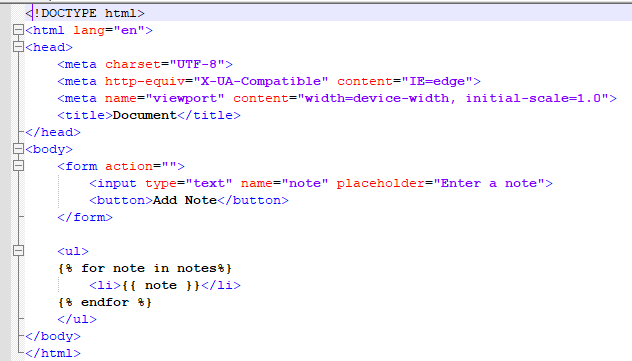 <!DOCTYPE html>
<html lang="en">
<head>
    <meta charset="UTF-8">
    <meta http-equiv="X-UA-Compatible" content="IE=edge">
    <meta name="viewport" content="width=device-width, initial-scale=1.0">
    <title>Document</title>
</head>
<body>
    <form action="">
        <input type="text" name="note" placeholder="Enter a note">
        <button>Add Note</button>
    </form>

    <ul>
    {% for note in notes%}
        <li>{{ note }}</li>
    {% endfor %}
    </ul>
</body>
</html>